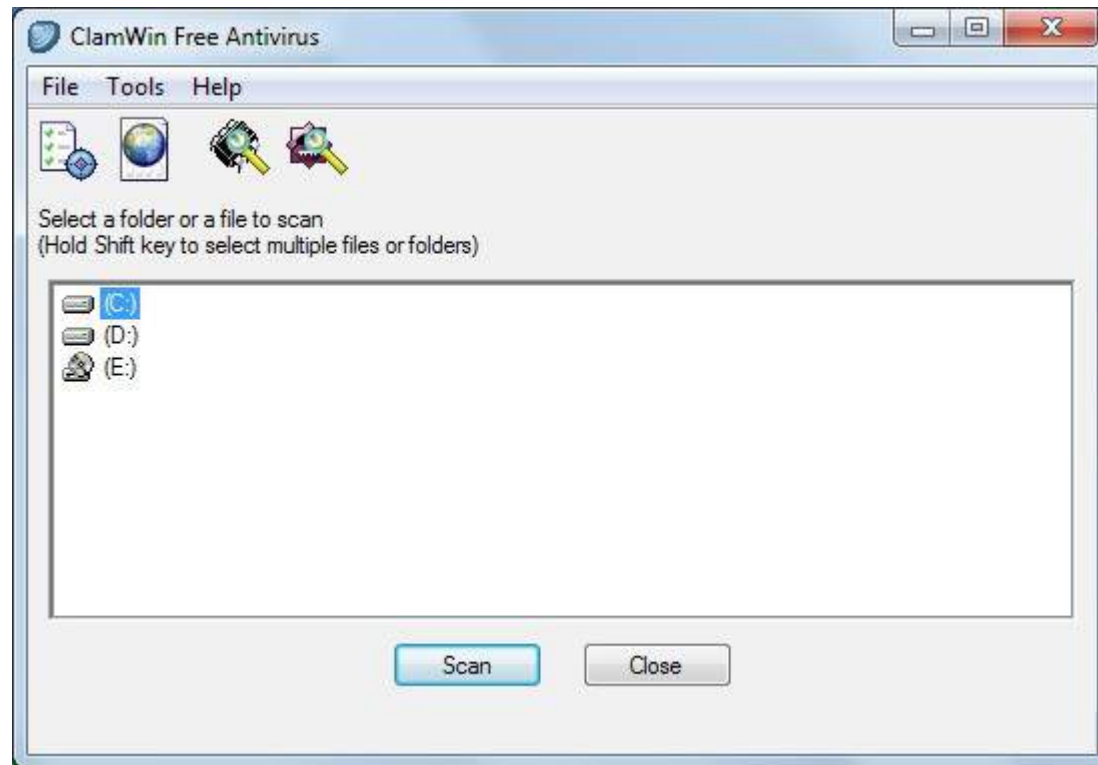 ClamWin Free Antivirus
File Tools Help
Select a folder or a file to scan
(Hold Shift key to select multiple files or folders)
(C:)
(D:)
(E:)
Scan Close